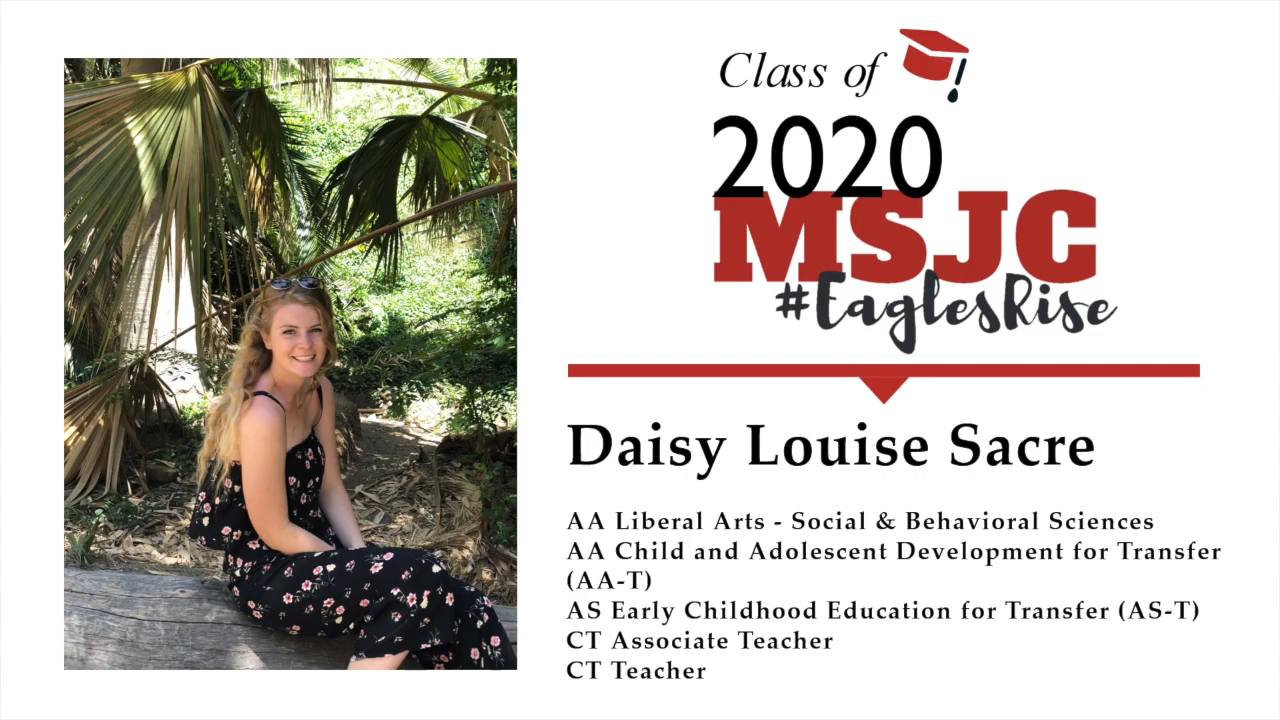 Class of
2020
MSJC
#EaglesRise
Daisy Louise Sacre
AA Liberal Arts - Social & Behavioral Sciences
AA Child and Adolescent Development for Transfer
(AA-T)
AS Early Childhood Education for Transfer (AS-T)
CT Associate Teacher
CT Teacher